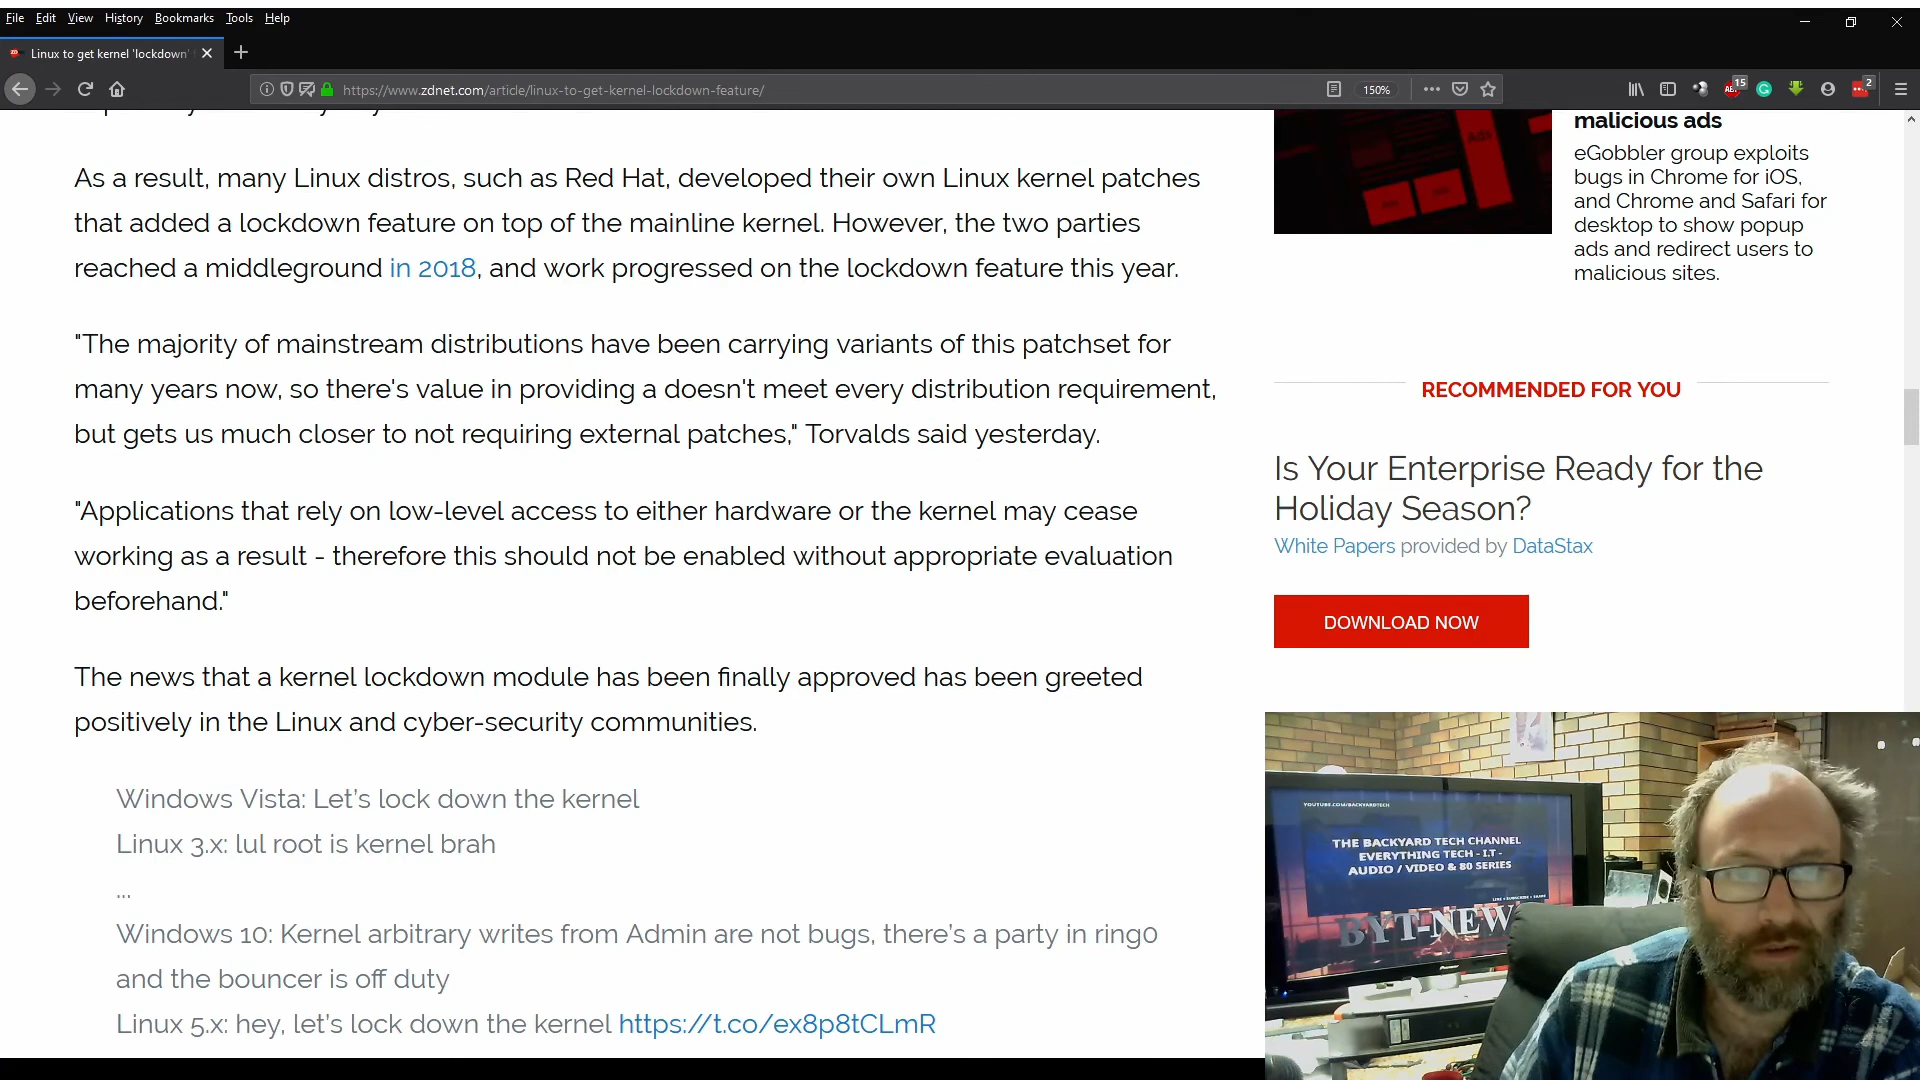 File Edit View History Bookmarks Tools Help
Linux to get kernel 'lockdown'
https://www.zdnet.com/article/linux-to-get-kernel-lockdown-feature/
150%
15
2
As a result, many Linux distros, such as Red Hat, developed their own Linux kernel patches
that added a lockdown feature on top of the mainline kernel. However, the two parties
reached a middleground in 2018, and work progressed on the lockdown feature this year.
"The majority of mainstream distributions have been carrying variants of this patchset for
many years now, so there's value in providing a doesn't meet every distribution requirement,
but gets us much closer to not requiring external patches," Torvalds said yesterday.
"Applications that rely on low-level access to either hardware or the kernel may cease
working as a result - therefore this should not be enabled without appropriate evaluation
beforehand."
The news that a kernel lockdown module has been finally approved has been greeted
positively in the Linux and cyber-security communities.
Windows Vista: Let's lock down the kernel
Linux 3.x: lul root is kernel brah
...
Windows 10: Kernel arbitrary writes from Admin are not bugs, there's a party in ring0
and the bouncer is off duty
Linux 5.x: hey, let's lock down the kernel https://t.co/ex8p8tCLmR
Ads
malicious ads
eGobbler group exploits
bugs in Chrome for iOS,
and Chrome and Safari for
desktop to show popup
ads and redirect users to
malicious sites.
RECOMMENDED FOR YOU
Is Your Enterprise Ready for the
Holiday Season?
White Papers provided by DataStax
DOWNLOAD NOW
YOUTUBE.COM/BACKYARDTECH
THE BACKYARD TECH CHANNEL
EVERYTHING TECH - I.T -
AUDIO / VIDEO & 80 SERIES
LIKE + SUBSCRIBE + SHARE
BYT-NEW
Pioneer